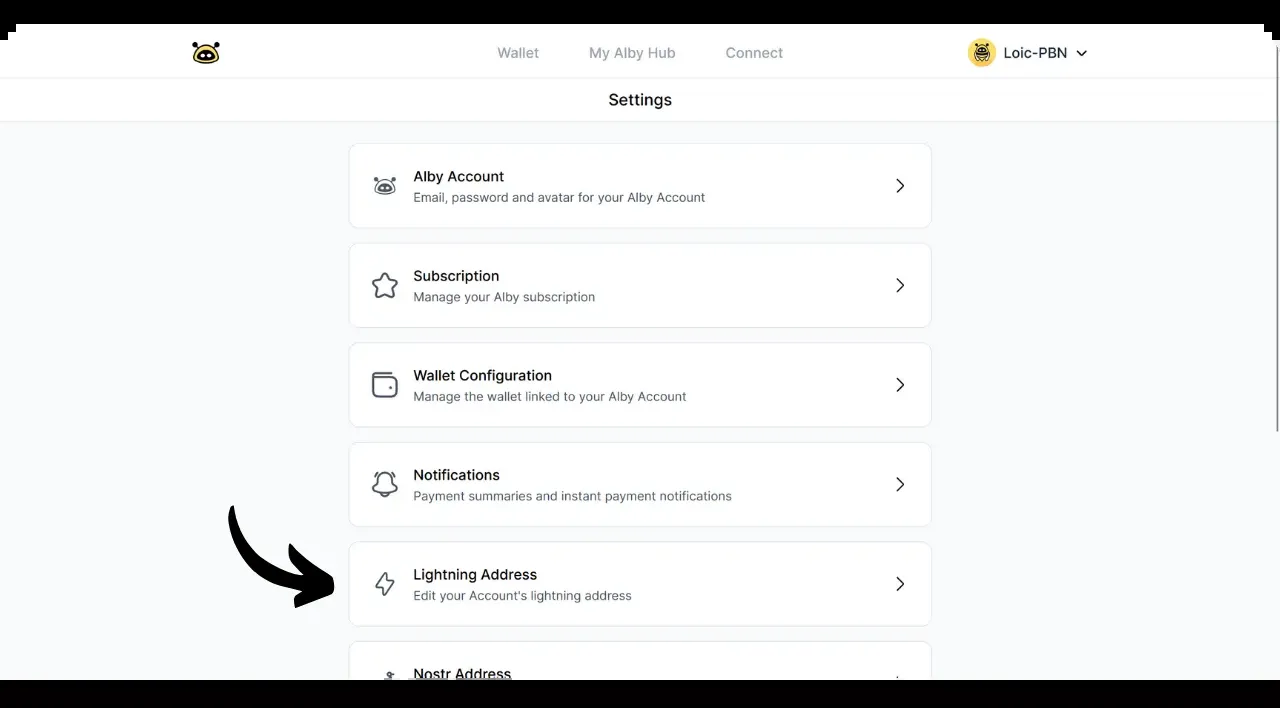 Wallet My Alby Hub Connect Loic-PBN
Settings
Alby Account
Email, password and avatar for your Alby Account
Subscription
Manage your Alby subscription
Wallet Configuration
Manage the wallet linked to your Alby Account
Notifications
Payment summaries and instant payment notifications
Lightning Address
Edit your Account's lightning address
Nostr Address